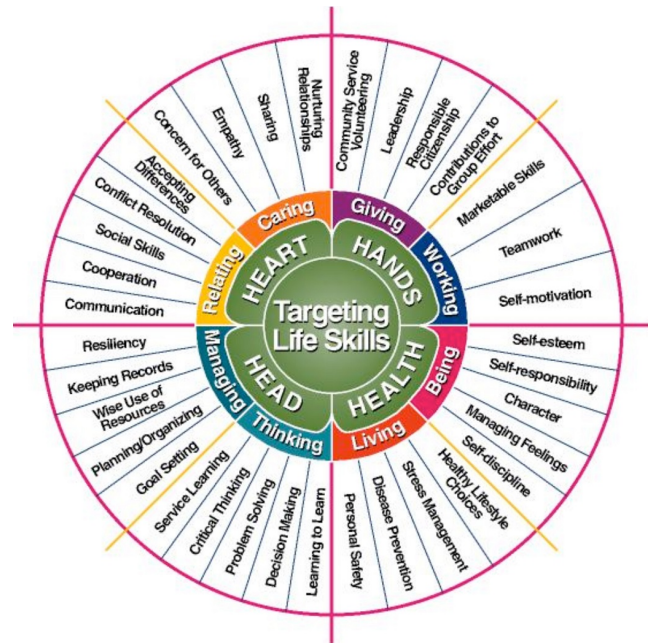 Targeting
Life Skills
HEART
HANDS
HEALTH
HEAD
Relating
Caring
Giving
Working
Being
Living
Thinking
Managing
Communication
Cooperation
Social Skills
Conflict Resolution
Accepting
Differences
Concern for Others
Empathy
Sharing
Nurturing
Relationships
Community Service
Volunteering
Leadership
Responsible
Citizenship
Contributions to
Group Effort
Marketable Skills
Teamwork
Self-motivation
Self-esteem
Self-responsibility
Character
Managing Feelings
Self-discipline
Healthy Lifestyle
Choices
Stress Management
Disease Prevention
Personal Safety
Learning to Learn
Decision Making
Problem Solving
Critical Thinking
Service Learning
Goal Setting
Planning/Organizing
Wise Use of
Resources
Keeping Records
Resiliency